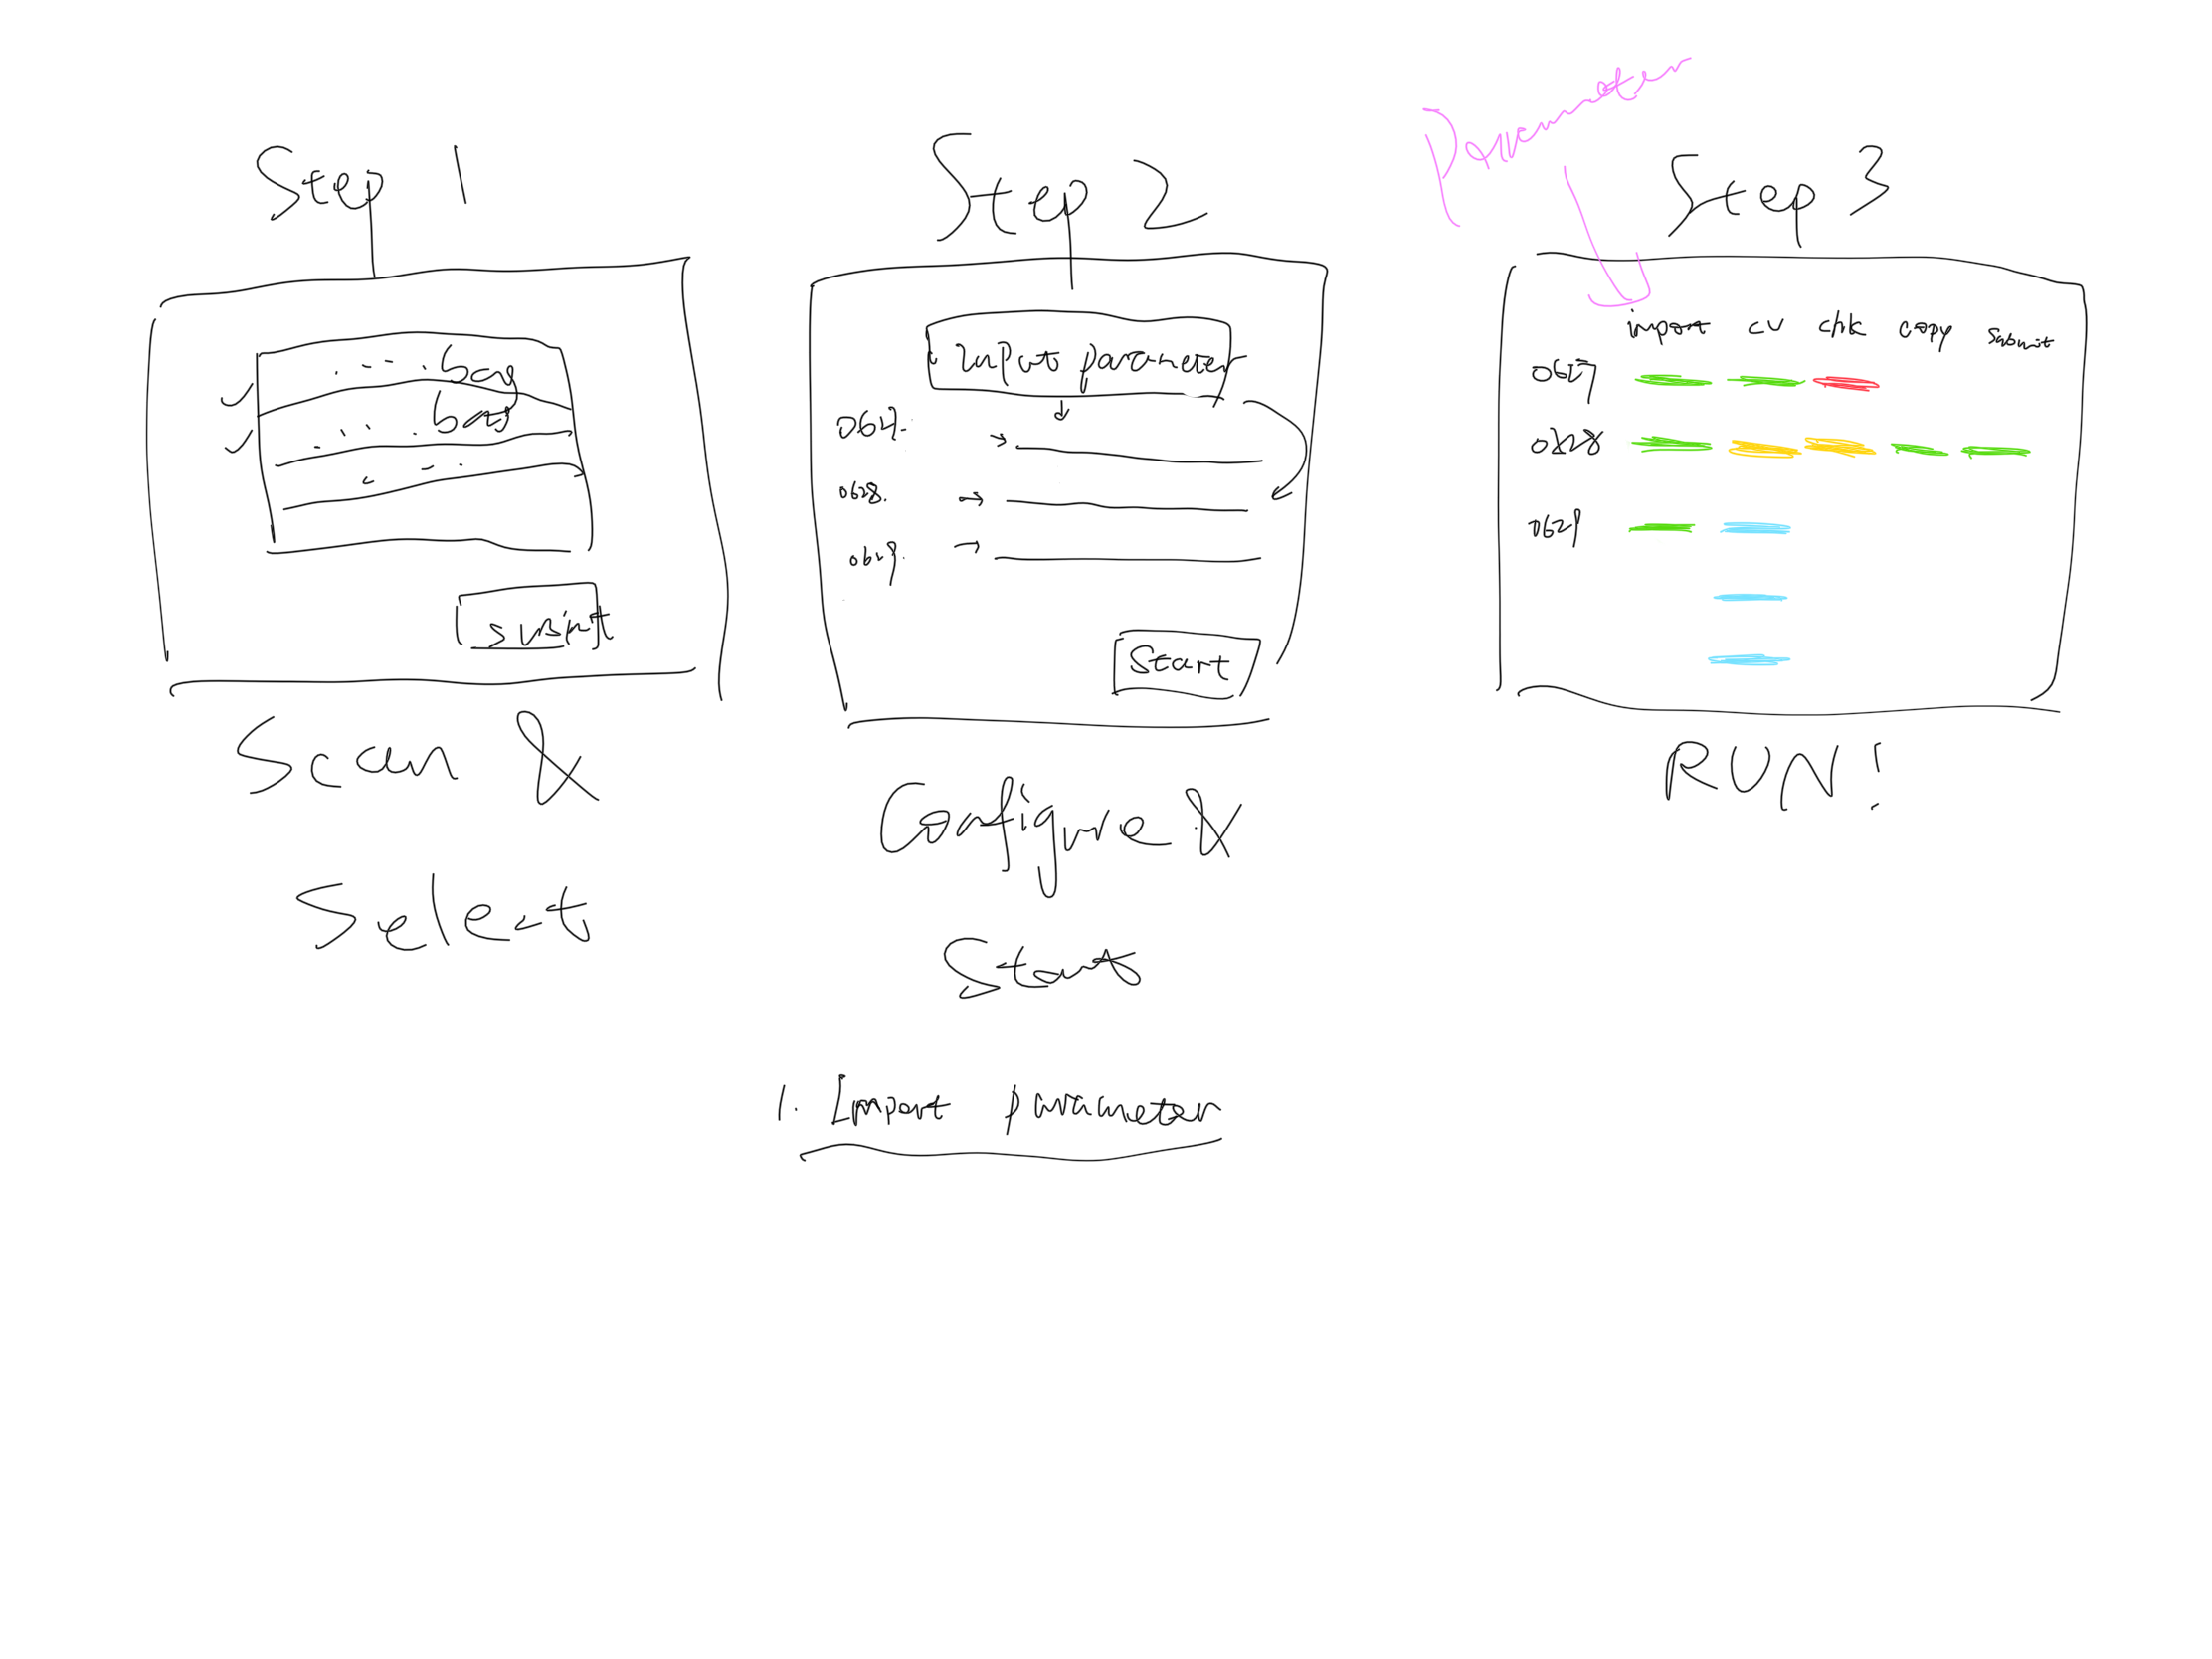 Step 1
.bag
.bag
submit
Scan &
Select
Step 2
Input parameter
0627.
0628.
0629.
Start
Configure &
Start
1. Import parameter
Parameter
Step 3
import cv chk copy submit
0627
0628
0629
RUN!